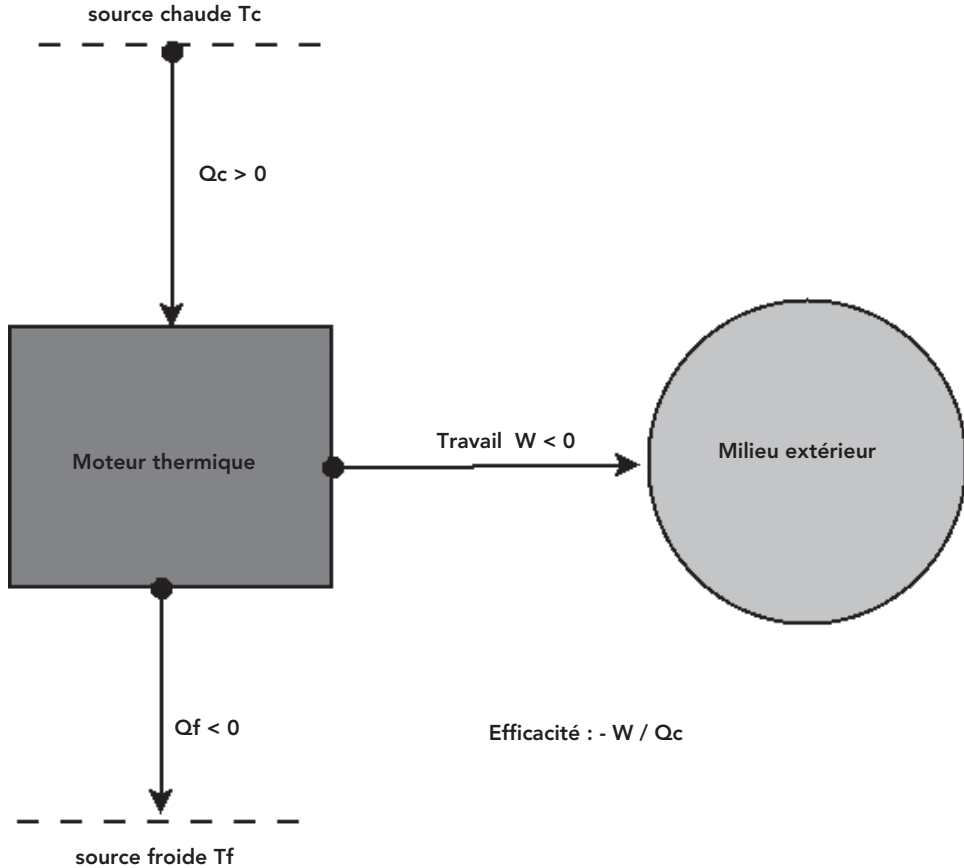 source chaude Tc
Qc > 0
Travail W < 0
Moteur thermique
Milieu extérieur
Qf < 0
Efficacité : - W / Qc
source froide Tf